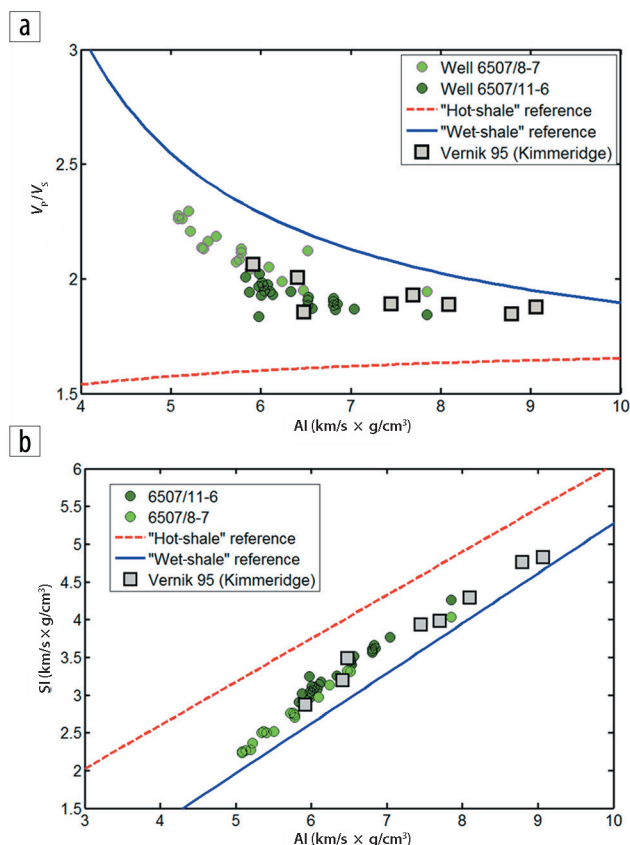 a
3
2.5
2
1.5
Vₚ/Vₛ
4 5 6 7 8 9 10
AI (km/s × g/cm³)
Well 6507/8-7
Well 6507/11-6
"Hot-shale" reference
"Wet-shale" reference
Vernik 95 (Kimmeridge)
b
6
5.5
5
4.5
4
3.5
3
2.5
2
1.5
SI (km/s×g/cm³)
3 4 5 6 7 8 9 10
AI (km/s × g/cm³)
6507/11-6
6507/8-7
"Hot-shale" reference
"Wet-shale" reference
Vernik 95 (Kimmeridge)